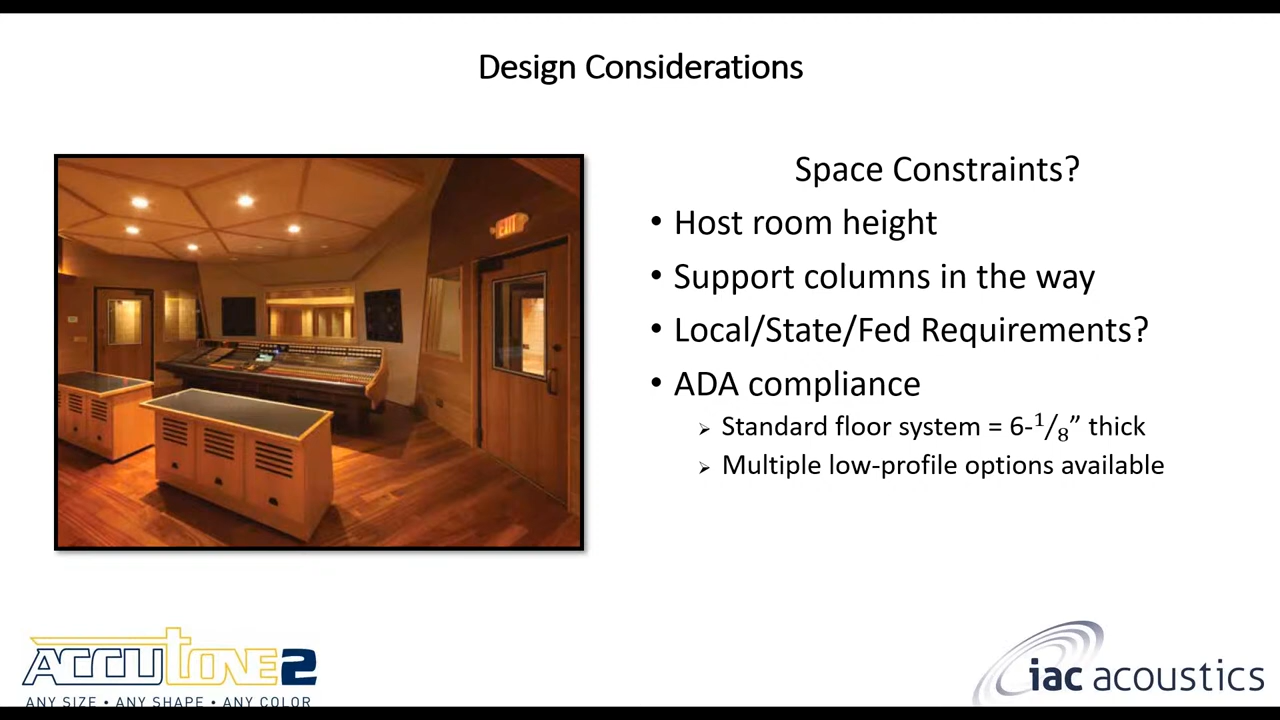 Design Considerations
Space Constraints?
• Host room height
• Support columns in the way
• Local/State/Fed Requirements?
• ADA compliance
➢ Standard floor system = 6-1/8” thick
➢ Multiple low-profile options available
EXIT
ACCUTONE2
ANY SIZE • ANY SHAPE • ANY COLOR
iac acoustics